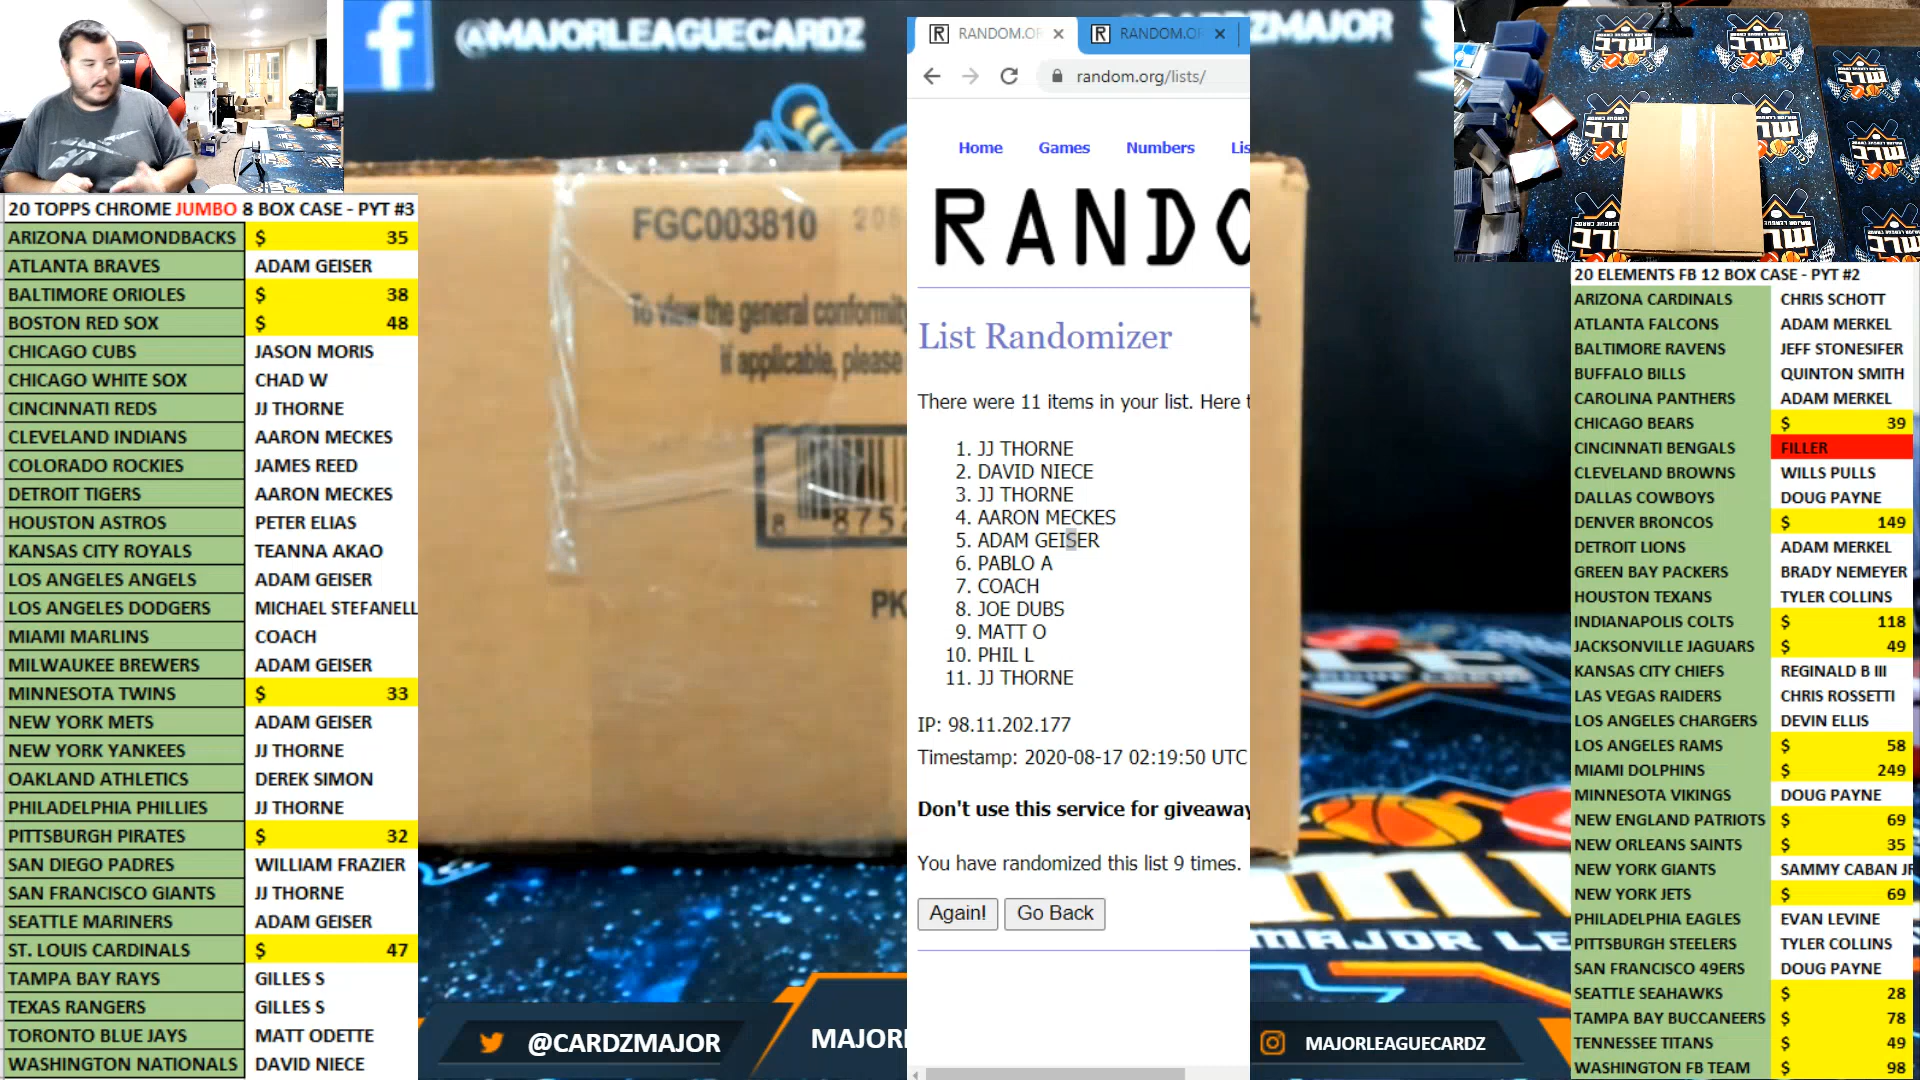 @MAJORLEAGUECARDZ
CARDZMAJOR
20 TOPPS CHROME JUMBO 8 BOX CASE - PYT #3
ARIZONA DIAMONDBACKS $ 35
ATLANTA BRAVES ADAM GEISER
BALTIMORE ORIOLES $ 38
BOSTON RED SOX $ 48
CHICAGO CUBS JASON MORIS
CHICAGO WHITE SOX CHAD W
CINCINNATI REDS JJ THORNE
CLEVELAND INDIANS AARON MECKES
COLORADO ROCKIES JAMES REED
DETROIT TIGERS AARON MECKES
HOUSTON ASTROS PETER ELIAS
KANSAS CITY ROYALS TEANNA AKAO
LOS ANGELES ANGELS ADAM GEISER
LOS ANGELES DODGERS MICHAEL STEFANELL
MIAMI MARLINS COACH
MILWAUKEE BREWERS ADAM GEISER
MINNESOTA TWINS $ 33
NEW YORK METS ADAM GEISER
NEW YORK YANKEES JJ THORNE
OAKLAND ATHLETICS DEREK SIMON
PHILADELPHIA PHILLIES JJ THORNE
PITTSBURGH PIRATES $ 32
SAN DIEGO PADRES WILLIAM FRAZIER
SAN FRANCISCO GIANTS JJ THORNE
SEATTLE MARINERS ADAM GEISER
ST. LOUIS CARDINALS $ 47
TAMPA BAY RAYS GILLES S
TEXAS RANGERS GILLES S
TORONTO BLUE JAYS MATT ODETTE
WASHINGTON NATIONALS DAVID NIECE
FGC003810
To view the general conformity
if applicable, please
8 8752
PK
@CARDZMAJOR
MAJOR
RANDOM.OR RANDOM.OR
random.org/lists/
Home Games Numbers Lis
RANDO
List Randomizer
There were 11 items in your list. Here t
1. JJ THORNE
2. DAVID NIECE
3. JJ THORNE
4. AARON MECKES
5. ADAM GEISER
6. PABLO A
7. COACH
8. JOE DUBS
9. MATT O
10. PHIL L
11. JJ THORNE
IP: 98.11.202.177
Timestamp: 2020-08-17 02:19:50 UTC
Don't use this service for giveaway
You have randomized this list 9 times.
Again! Go Back
MAJOR LE
MAJORLEAGUECARDZ
20 ELEMENTS FB 12 BOX CASE - PYT #2
ARIZONA CARDINALS CHRIS SCHOTT
ATLANTA FALCONS ADAM MERKEL
BALTIMORE RAVENS JEFF STONESIFER
BUFFALO BILLS QUINTON SMITH
CAROLINA PANTHERS ADAM MERKEL
CHICAGO BEARS $ 39
CINCINNATI BENGALS FILLER
CLEVELAND BROWNS WILLS PULLS
DALLAS COWBOYS DOUG PAYNE
DENVER BRONCOS $ 149
DETROIT LIONS ADAM MERKEL
GREEN BAY PACKERS BRADY NEMEYER
HOUSTON TEXANS TYLER COLLINS
INDIANAPOLIS COLTS $ 118
JACKSONVILLE JAGUARS $ 49
KANSAS CITY CHIEFS REGINALD B III
LAS VEGAS RAIDERS CHRIS ROSSETTI
LOS ANGELES CHARGERS DEVIN ELLIS
LOS ANGELES RAMS $ 58
MIAMI DOLPHINS $ 249
MINNESOTA VIKINGS DOUG PAYNE
NEW ENGLAND PATRIOTS $ 69
NEW ORLEANS SAINTS $ 35
NEW YORK GIANTS SAMMY CABAN JR
NEW YORK JETS $ 69
PHILADELPHIA EAGLES EVAN LEVINE
PITTSBURGH STEELERS TYLER COLLINS
SAN FRANCISCO 49ERS DOUG PAYNE
SEATTLE SEAHAWKS $ 28
TAMPA BAY BUCCANEERS $ 78
TENNESSEE TITANS $ 49
WASHINGTON FB TEAM $ 98